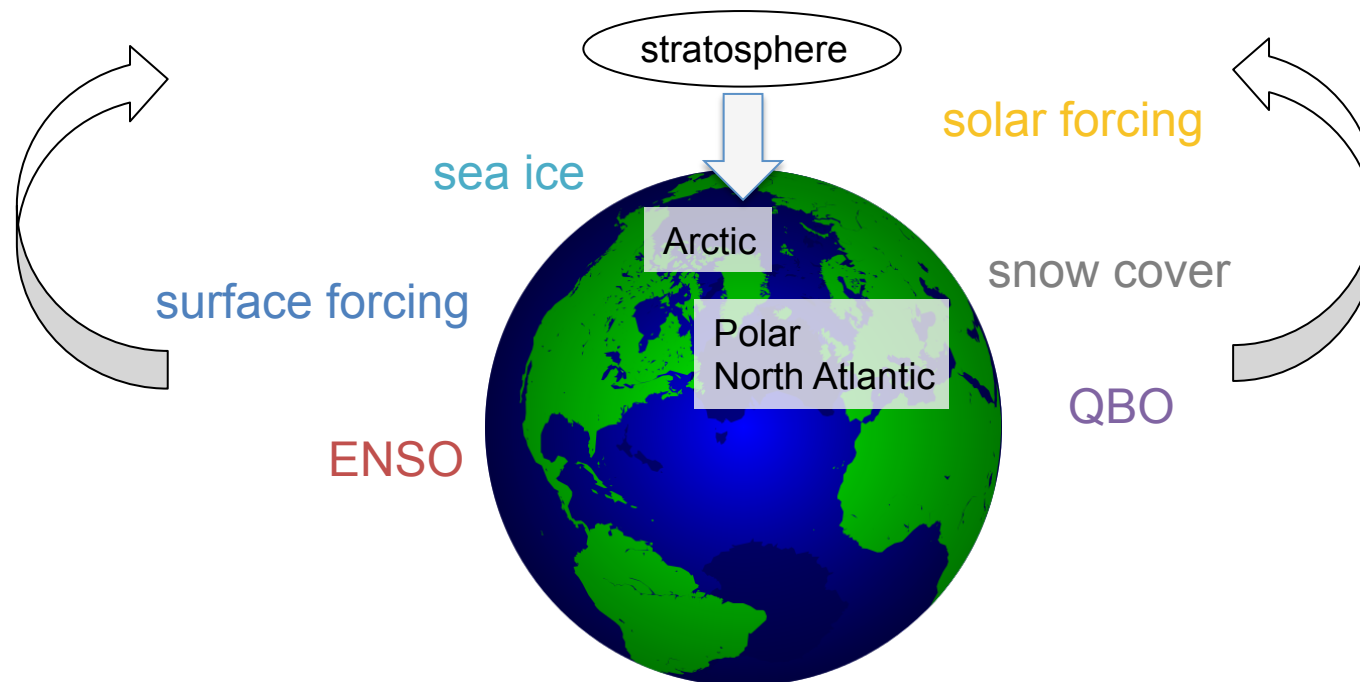 stratosphere
solar forcing
sea ice
Arctic
snow cover
surface forcing
Polar
North Atlantic
QBO
ENSO